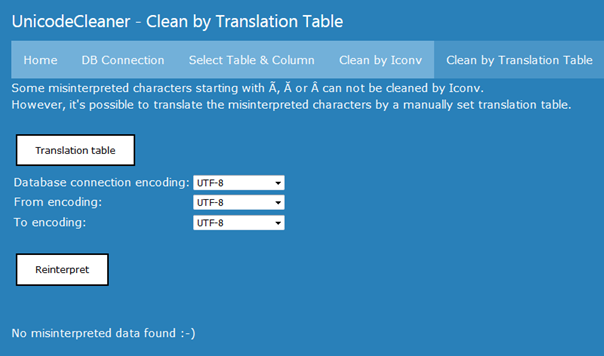 UnicodeCleaner - Clean by Translation Table
Home DB Connection Select Table & Column Clean by Iconv Clean by Translation Table
Some misinterpreted characters starting with Ã, Ä or Â can not be cleaned by Iconv.
However, it's possible to translate the misinterpreted characters by a manually set translation table.
Translation table
Database connection encoding: UTF-8
From encoding: UTF-8
To encoding: UTF-8
Reinterpret
No misinterpreted data found :-)